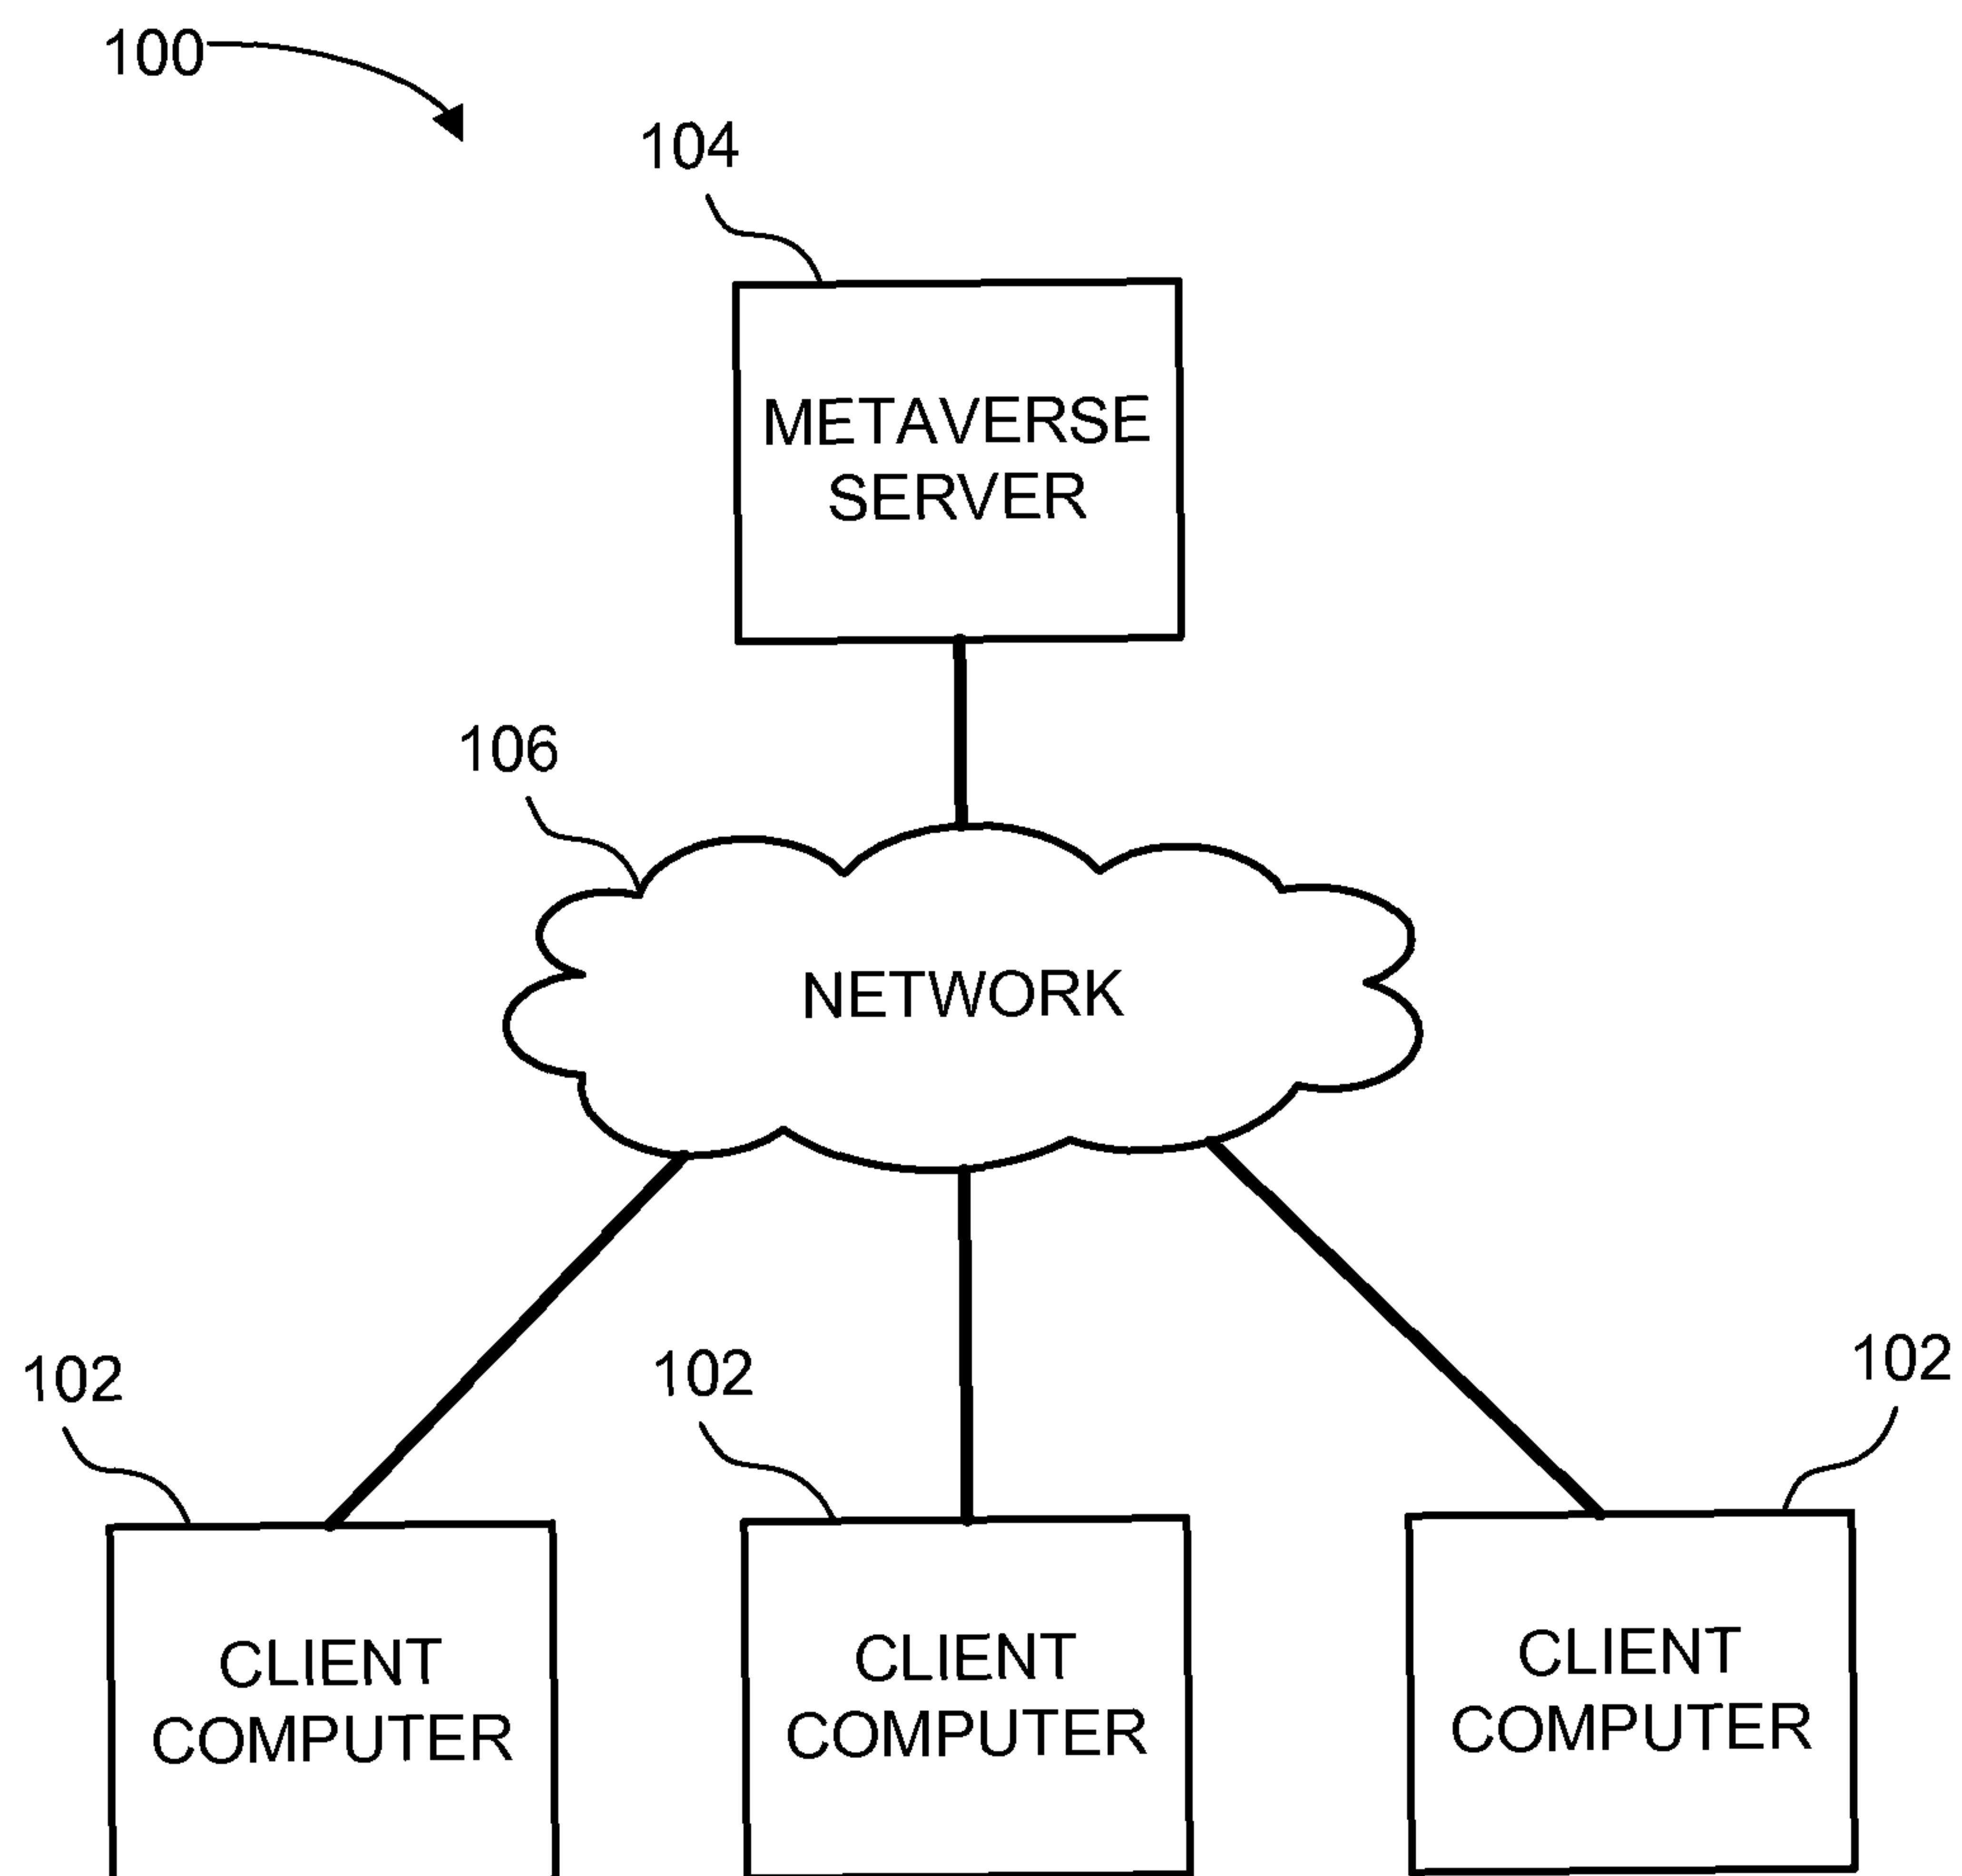 100
104
METAVERSE
SERVER
106
NETWORK
102
102
102
CLIENT
COMPUTER
CLIENT
COMPUTER
CLIENT
COMPUTER